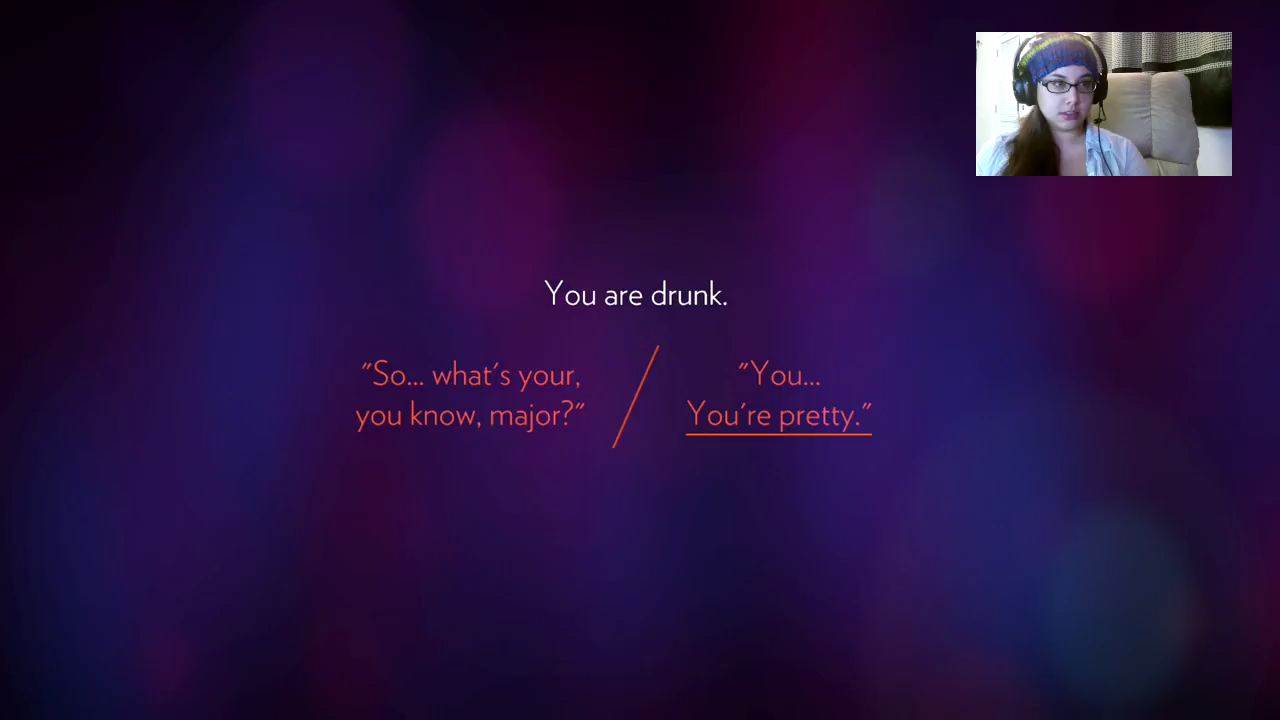 You are drunk.
"So... what's your,
you know, major?"
"You...
You're pretty."